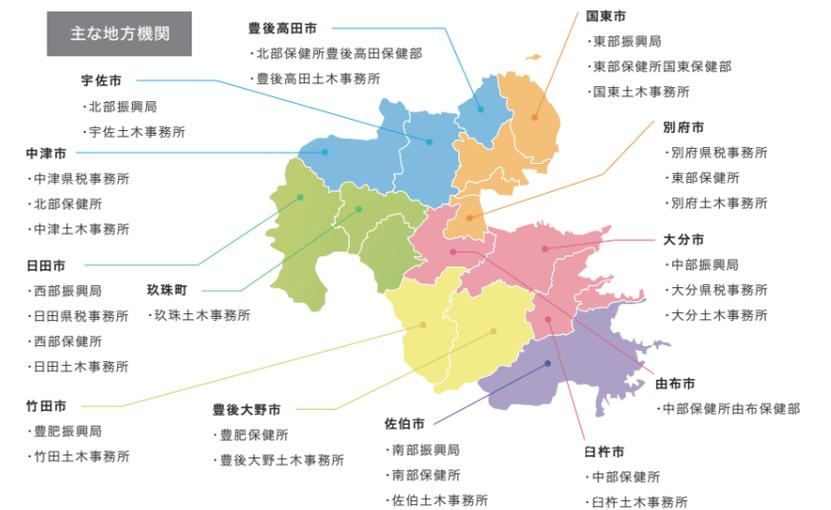 主な地方機関
豊後高田市
・北部保健所豊後高田保健部
・豊後高田土木事務所
国東市
・東部振興局
・東部保健所国東保健部
・国東土木事務所
宇佐市
・北部振興局
・宇佐土木事務所
別府市
・別府県税事務所
・東部保健所
・別府土木事務所
中津市
・中津県税事務所
・北部保健所
・中津土木事務所
大分市
・中部振興局
・大分県税事務所
・大分土木事務所
日田市
・西部振興局
・日田県税事務所
・西部保健所
・日田土木事務所
玖珠町
・玖珠土木事務所
由布市
・中部保健所由布保健部
竹田市
・豊肥振興局
・竹田土木事務所
豊後大野市
・豊肥保健所
・豊後大野土木事務所
佐伯市
・南部振興局
・南部保健所
・佐伯土木事務所
臼杵市
・中部保健所
・臼杵土木事務所